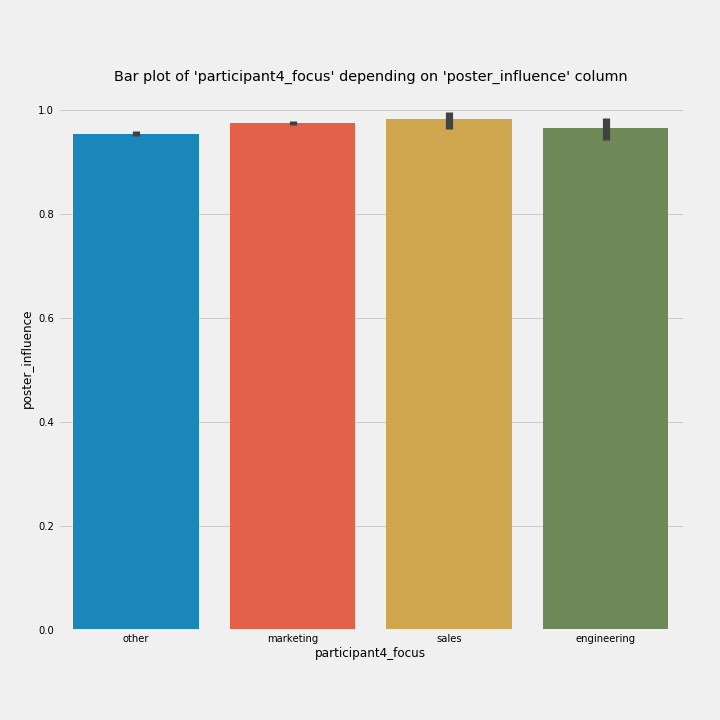 Bar plot of 'participant4_focus' depending on 'poster_influence' column
1.0
0.8
0.6
0.4
0.2
0.0
poster_influence
other marketing sales engineering
participant4_focus